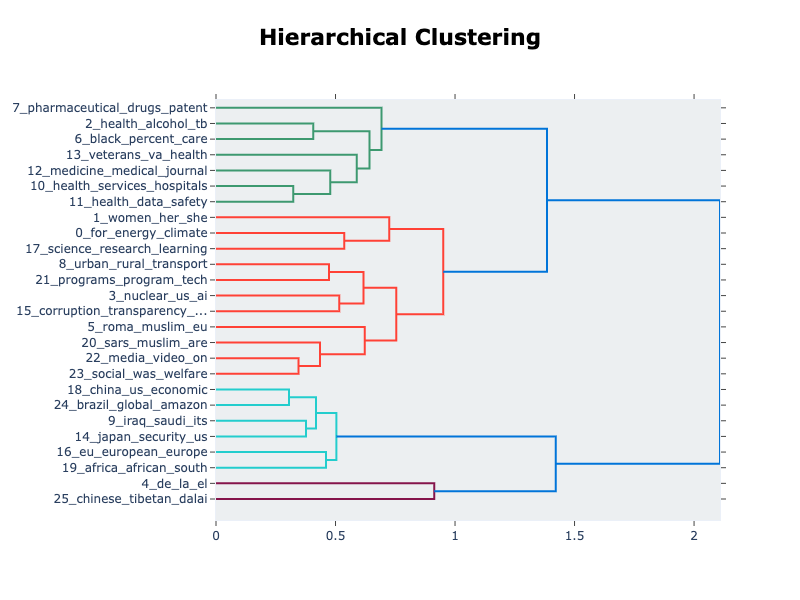 Hierarchical Clustering
7_pharmaceutical_drugs_patent
2_health_alcohol_tb
6_black_percent_care
13_veterans_va_health
12_medicine_medical_journal
10_health_services_hospitals
11_health_data_safety
1_women_her_she
0_for_energy_climate
17_science_research_learning
8_urban_rural_transport
21_programs_program_tech
3_nuclear_us_ai
15_corruption_transparency_...
5_roma_muslim_eu
20_sars_muslim_are
22_media_video_on
23_social_was_welfare
18_china_us_economic
24_brazil_global_amazon
9_iraq_saudi_its
14_japan_security_us
16_eu_european_europe
19_africa_african_south
4_de_la_el
25_chinese_tibetan_dalai
0 0.5 1 1.5 2